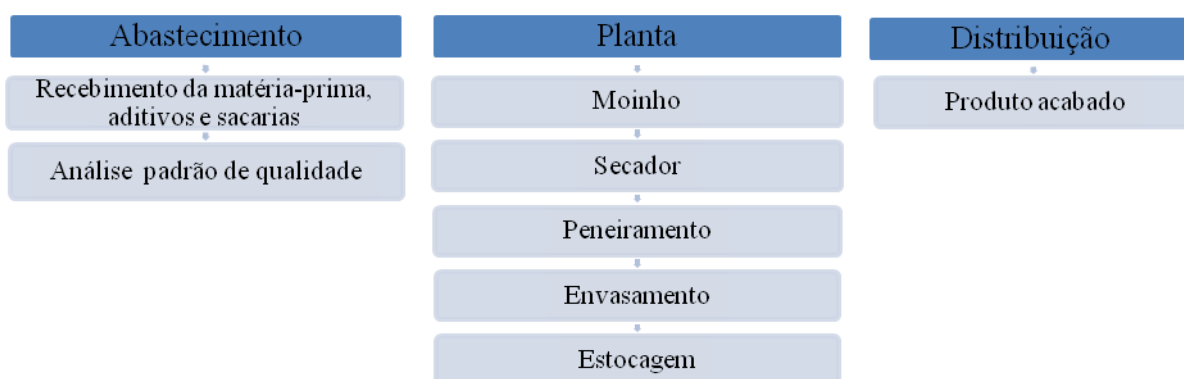 Abastecimento
Recebimento da matéria-prima,
aditivos e sacarias
Análise padrão de qualidade
Planta
Moinho
Secador
Peneiramento
Envasamento
Estocagem
Distribuição
Produto acabado